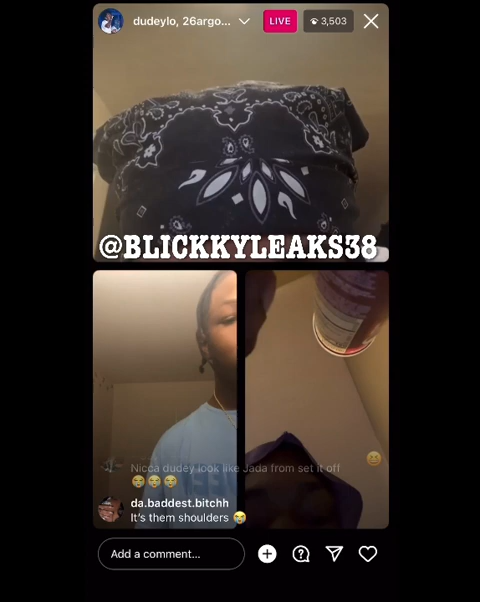 dudeylo, 26argo...
LIVE
3,503
@BLICKKYLEAKS38
Nicca dudey look like Jada from set it off
😭😭😭
da.baddest.bitchh
It's them shoulders 😭
Add a comment...